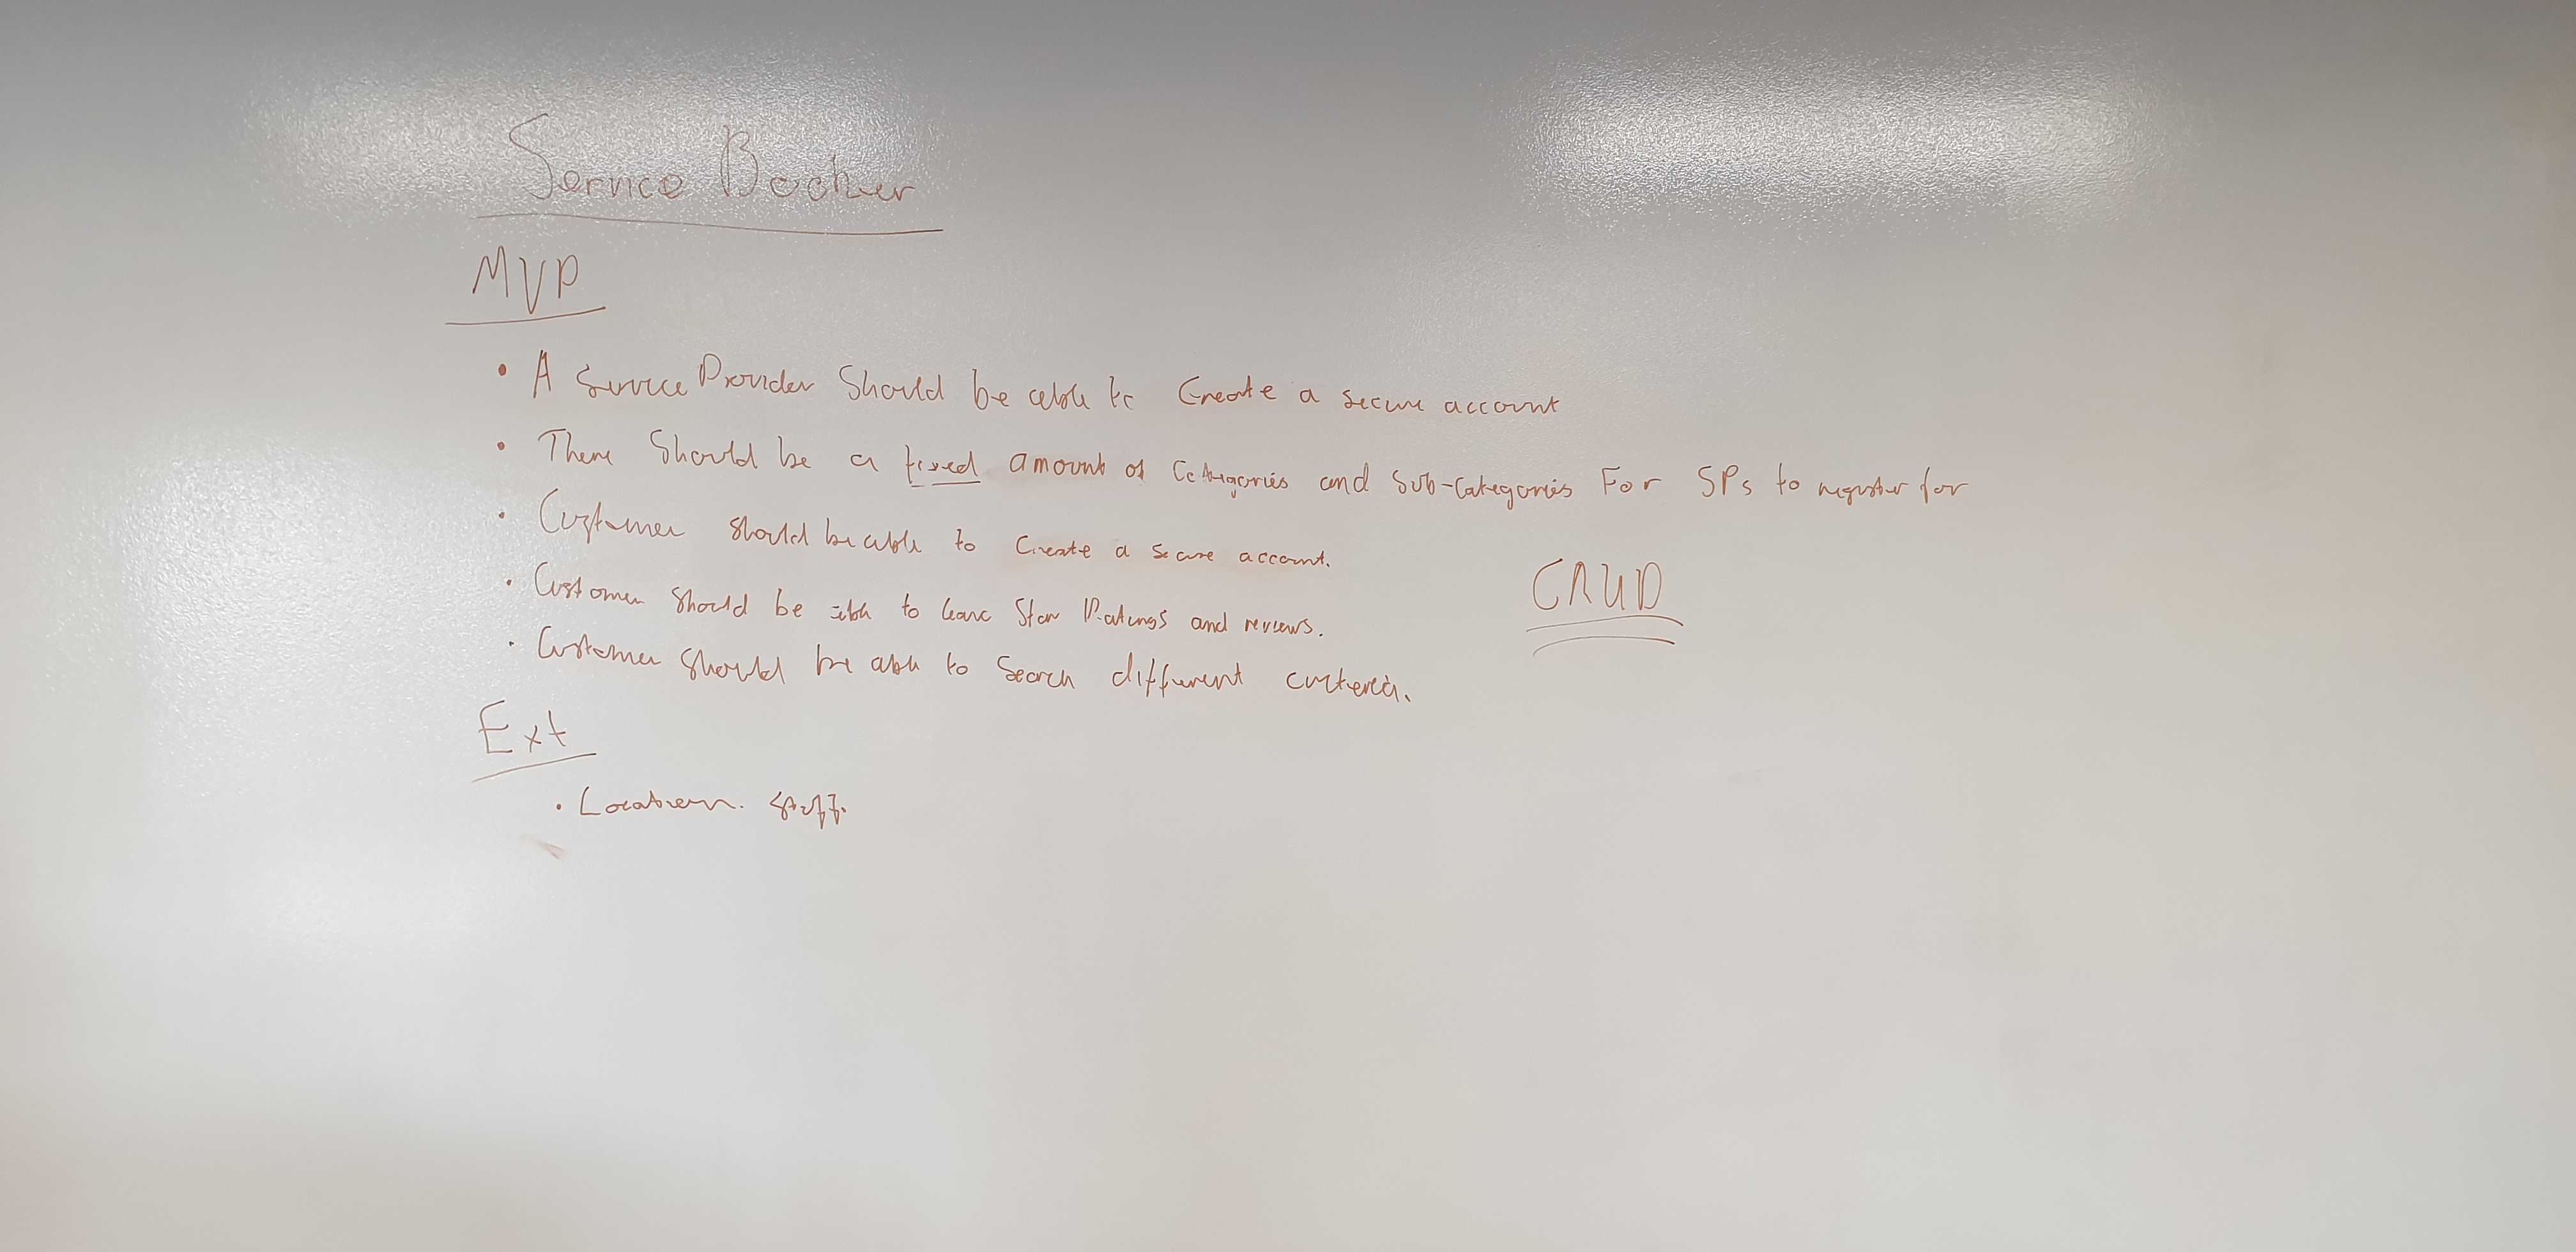 Service Booker
MVP
• A Service Provider Should be able to Create a secure account
• There Should be a fixed amount of Categories and Sub-Categories For SPs to register for
• Customer should be able to Create a secure account.
• Customer should be able to leave Star Ratings and reviews.
CRUD
• Customer should be able to Search different criteria.
Ext
• Location stuff.